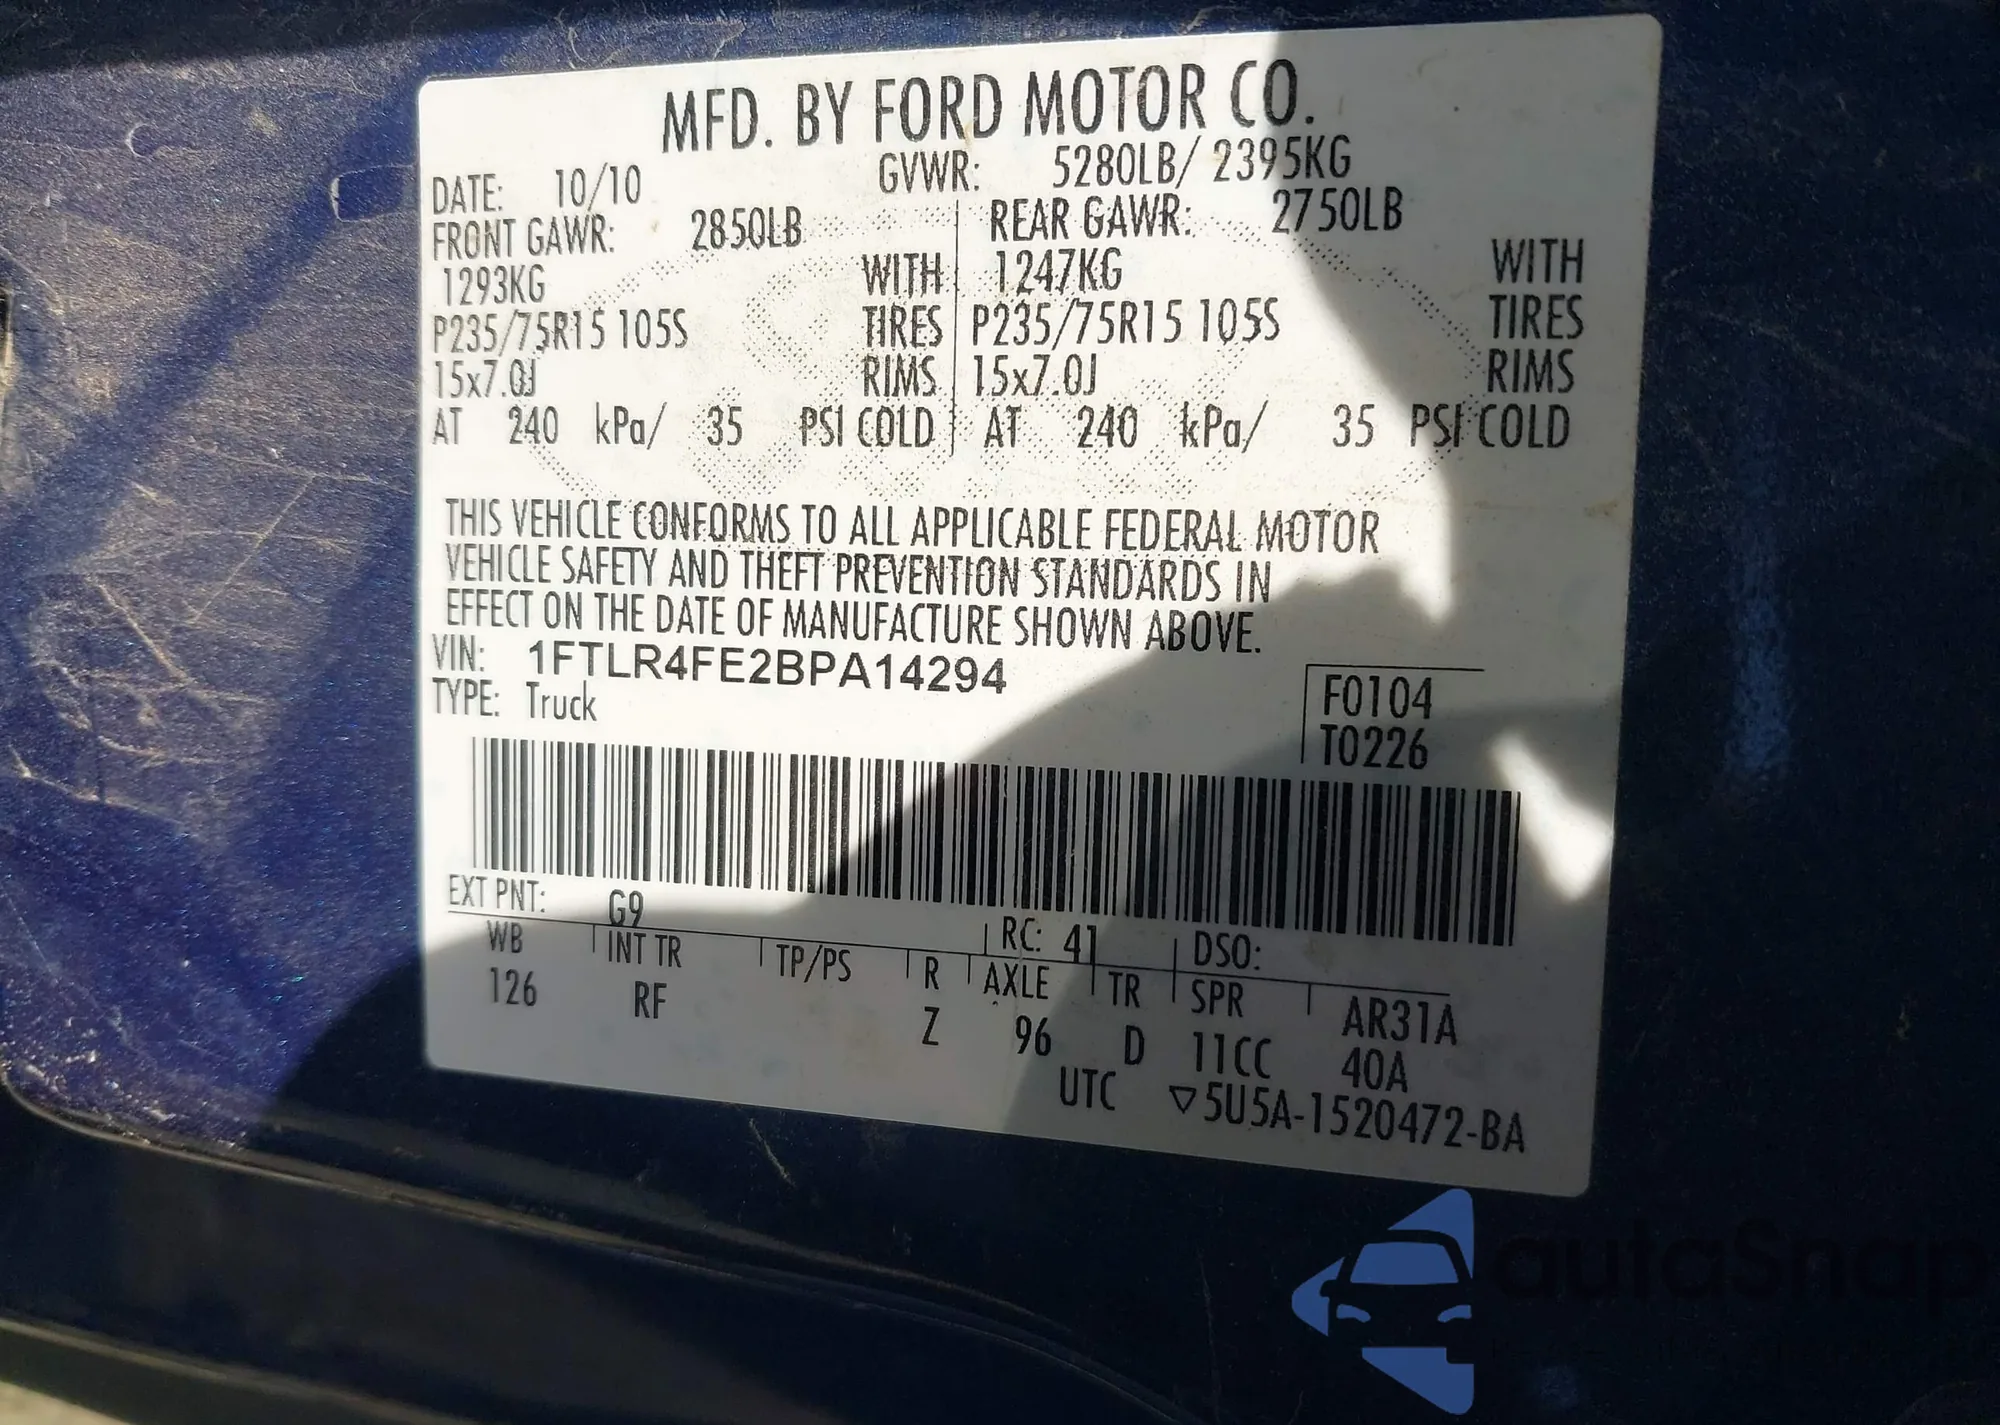 MFD. BY FORD MOTOR CO.
DATE: 10/10 GVWR: 5280LB/ 2395KG
FRONT GAWR: 2850LB REAR GAWR: 2750LB
1293KG WITH 1247KG WITH
P235/75R15 105S TIRES P235/75R15 105S TIRES
15x7.0J RIMS 15x7.0J RIMS
AT 240 kPa/ 35 PSI COLD AT 240 kPa/ 35 PSI COLD
THIS VEHICLE CONFORMS TO ALL APPLICABLE FEDERAL MOTOR
VEHICLE SAFETY AND THEFT PREVENTION STANDARDS IN
EFFECT ON THE DATE OF MANUFACTURE SHOWN ABOVE.
VIN: 1FTLR4FE2BPA14294
TYPE: Truck
F0104
T0226
EXT PNT: G9 RC: 41 DSO:
WB INT TR TP/PS R AXLE TR SPR AR31A
126 RF Z 96 D 11CC 40A
UTC ▽5U5A-1520472-BA
autaSnap